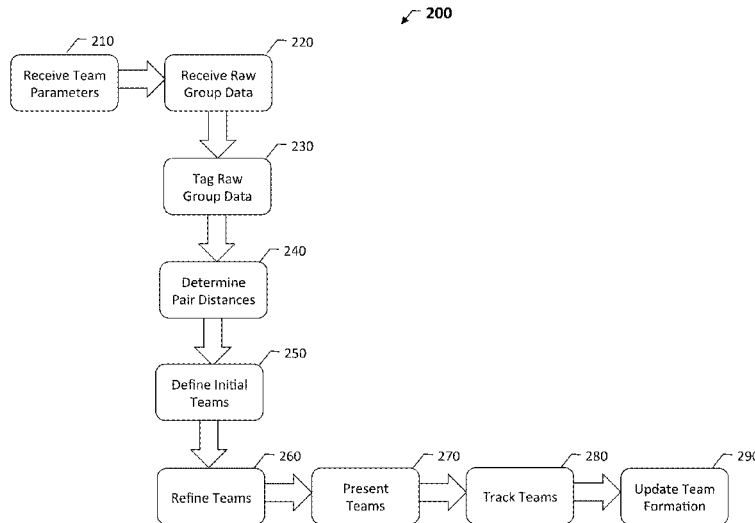 200
210
Receive Team
Parameters
220
Receive Raw
Group Data
230
Tag Raw
Group Data
240
Determine
Pair Distances
250
Define Initial
Teams
260
Refine Teams
270
Present
Teams
280
Track Teams
290
Update Team
Formation